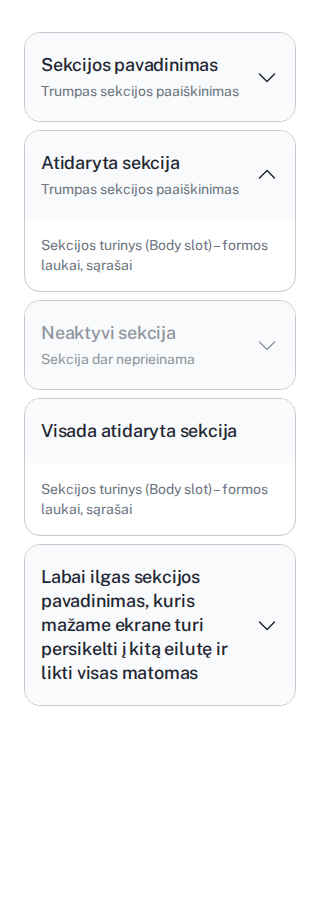 Sekcijos pavadinimas
Trumpas sekcijos paaiškinimas
Atidaryta sekcija
Trumpas sekcijos paaiškinimas
Sekcijos turinys (Body slot) – formos
laukai, sąrašai
Neaktyvi sekcija
Sekcija dar neprieinama
Visada atidaryta sekcija
Sekcijos turinys (Body slot) – formos
laukai, sąrašai
Labai ilgas sekcijos
pavadinimas, kuris
mažame ekrane turi
persikelti į kitą eilutę ir
likti visas matomas